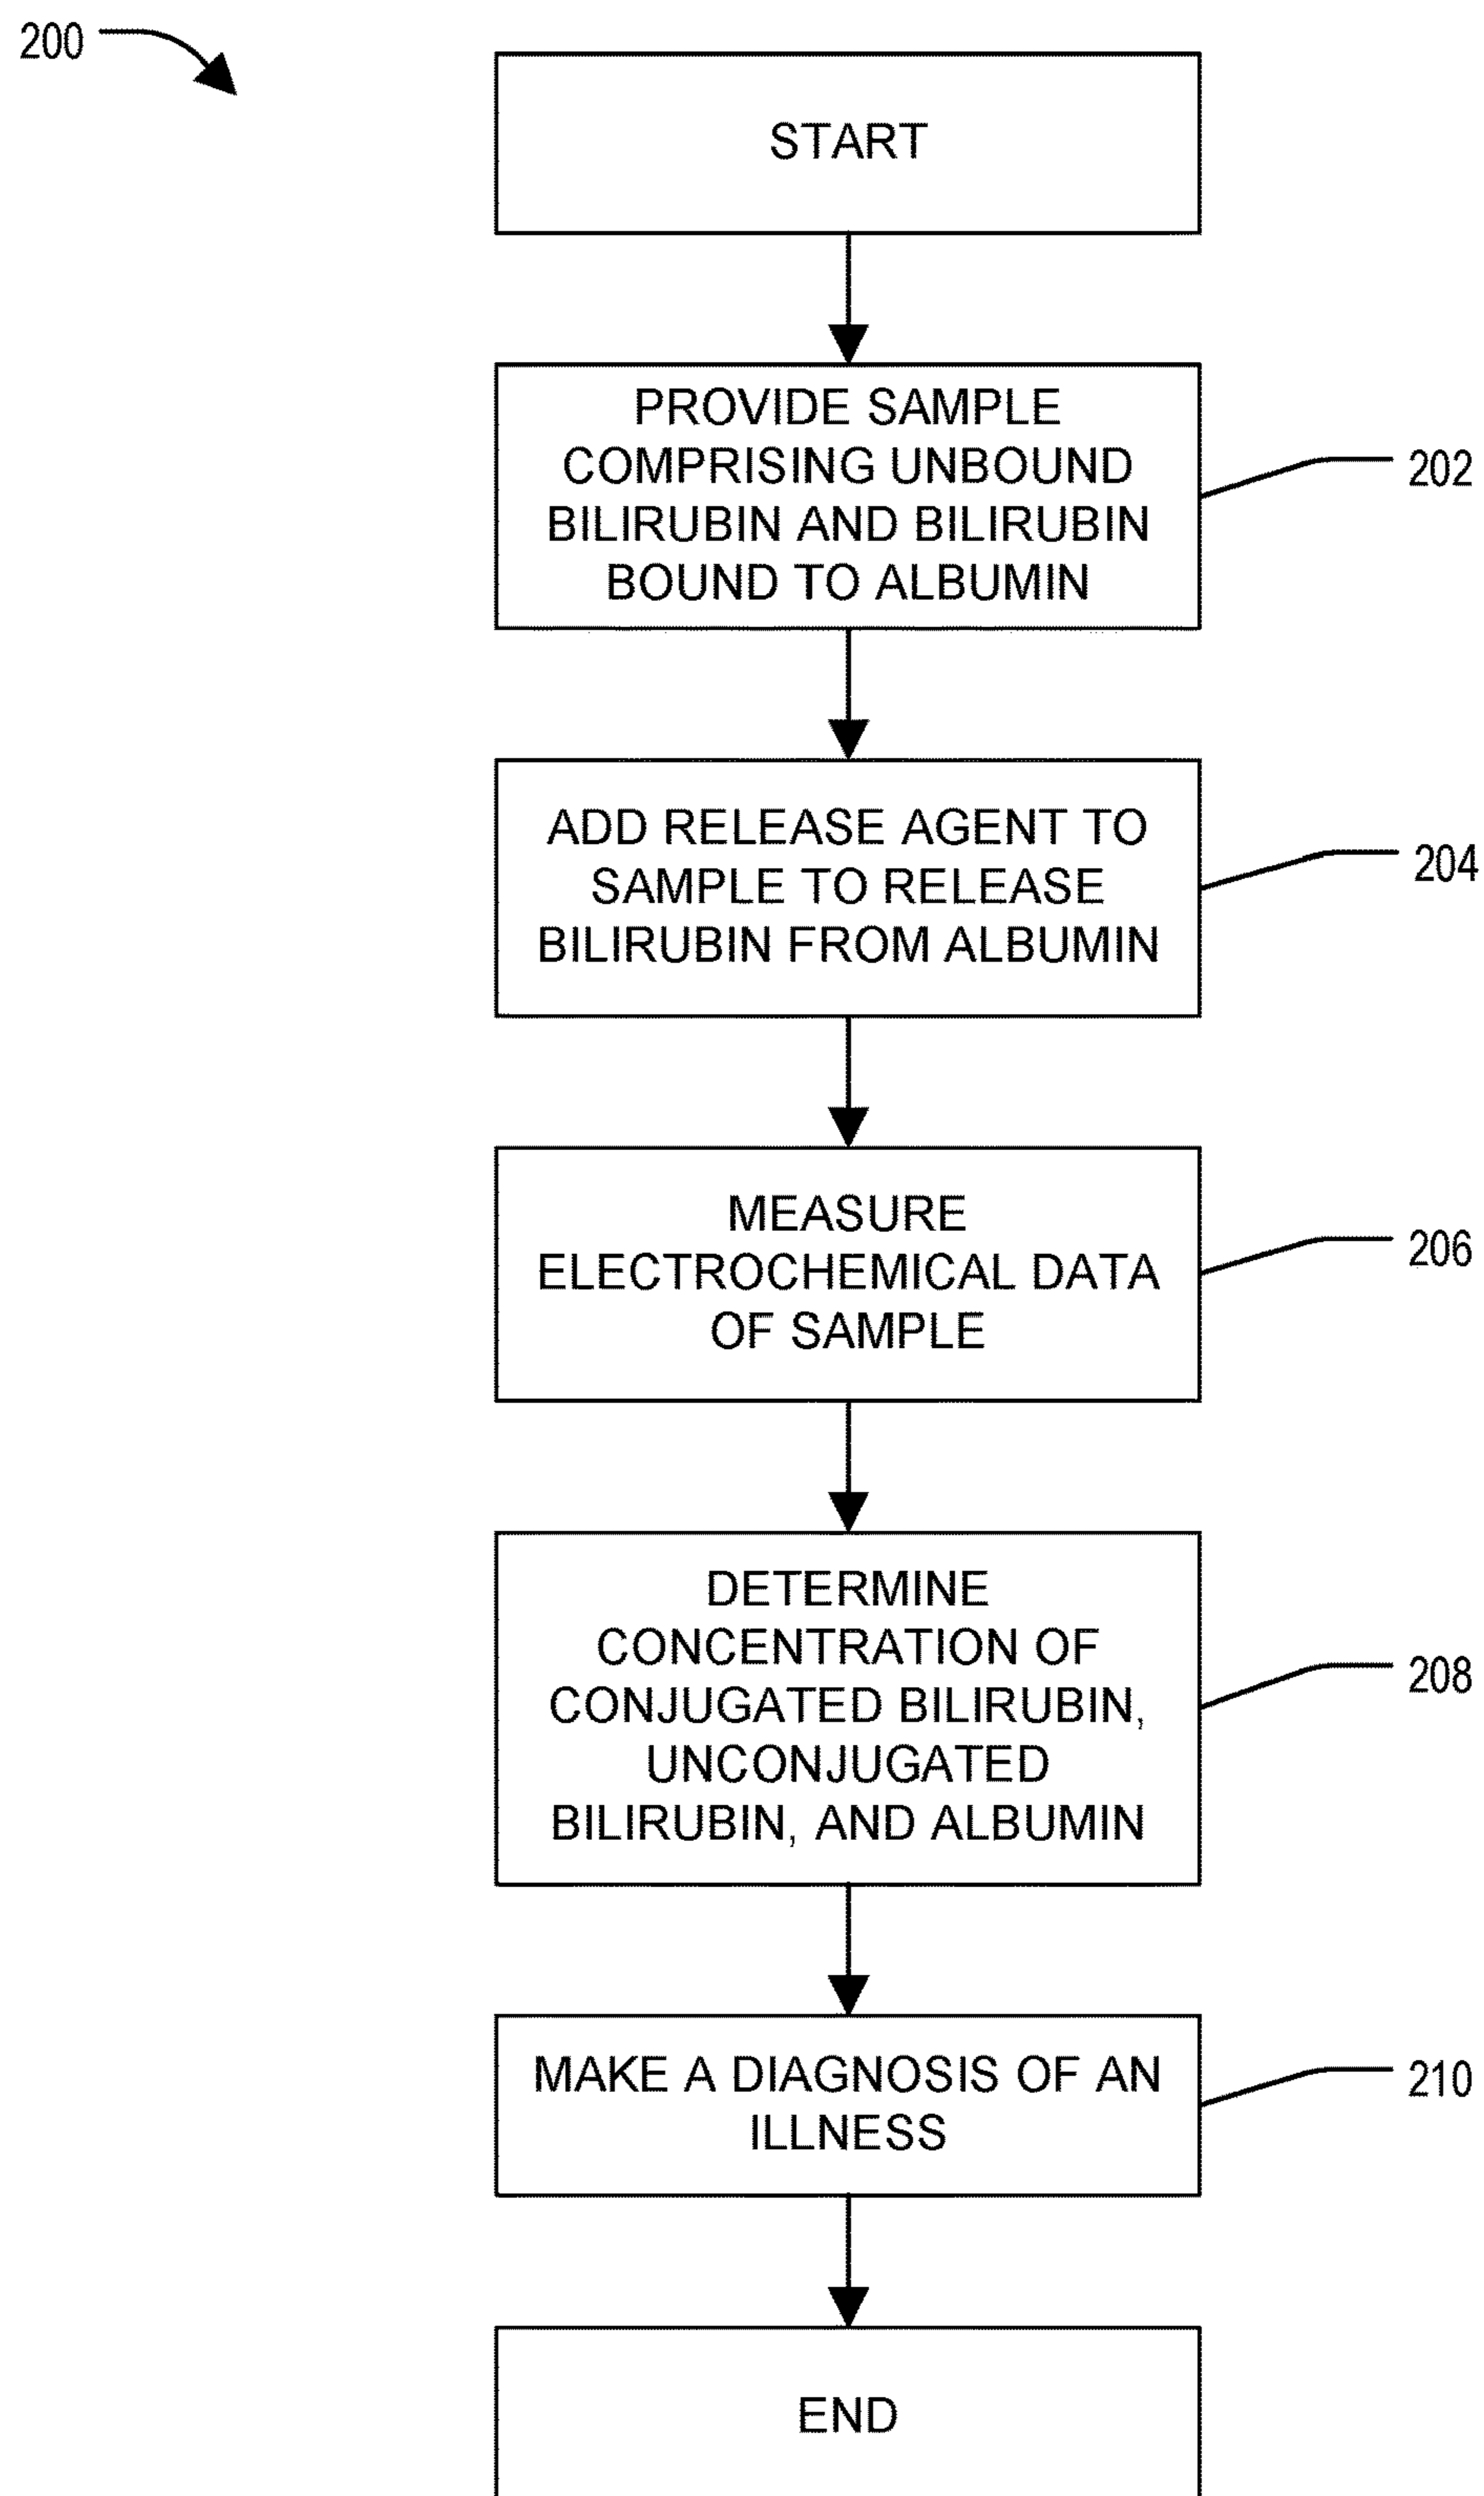 200
START
PROVIDE SAMPLE
COMPRISING UNBOUND
BILIRUBIN AND BILIRUBIN
BOUND TO ALBUMIN
202
ADD RELEASE AGENT TO
SAMPLE TO RELEASE
BILIRUBIN FROM ALBUMIN
204
MEASURE
ELECTROCHEMICAL DATA
OF SAMPLE
206
DETERMINE
CONCENTRATION OF
CONJUGATED BILIRUBIN,
UNCONJUGATED
BILIRUBIN, AND ALBUMIN
208
MAKE A DIAGNOSIS OF AN
ILLNESS
210
END